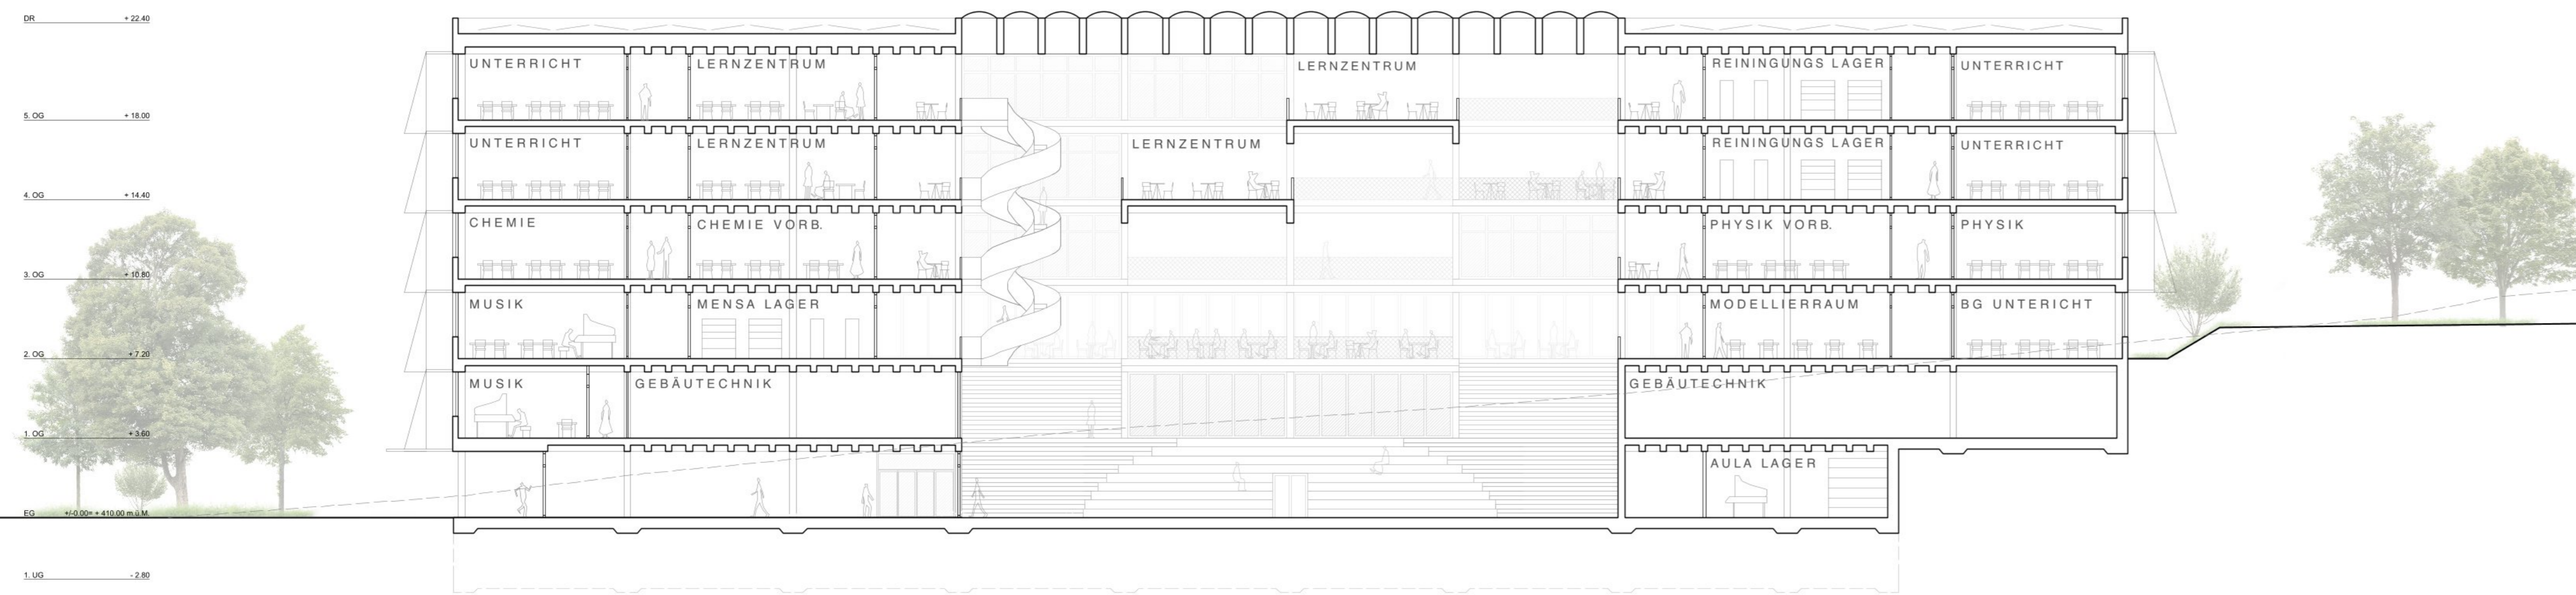 DR + 22.40
UNTERRICHT LERNZENTRUM LERNZENTRUM REININGUNGS LAGER UNTERRICHT
5. OG + 18.00
UNTERRICHT LERNZENTRUM LERNZENTRUM REININGUNGS LAGER UNTERRICHT
4. OG + 14.40
CHEMIE CHEMIE VORB. PHYSIK VORB. PHYSIK
3. OG + 10.80
MUSIK MENSA LAGER MODELLIERRAUM BG UNTERICHT
2. OG + 7.20
MUSIK GEBÄUTECHNIK GEBÄUTECHNIK
1. OG + 3.60
AULA LAGER
EG +/-0.00= + 410.00 m.ü.M.
1. UG - 2.80